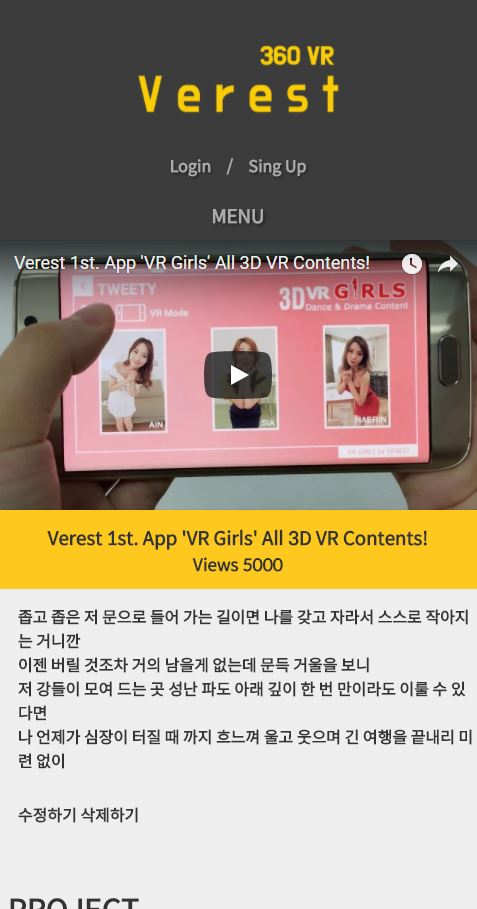 360 VR
Verest
Login / Sing Up
MENU
Verest 1st. App 'VR Girls' All 3D VR Contents!
TWEETY
VR Mode
3D VR GIRLS
Dance & Drama Content
AIN
SIA
HAERIN
VR GIRLS by VEREST
Verest 1st. App 'VR Girls' All 3D VR Contents!
Views 5000
좁고 좁은 저 문으로 들어 가는 길이면 나를 갖고 자라서 스스로 작아지
는 거니깐
이젠 버릴 것조차 거의 남을게 없는데 문득 거울을 보니
저 강들이 모여 드는 곳 성난 파도 아래 깊이 한 번 만이라도 이룰 수 있
다면
나 언젠가 심장이 터질 때 까지 흐느껴 울고 웃으며 긴 여행을 끝내리 미
련 없이
수정하기 삭제하기
PROJECT